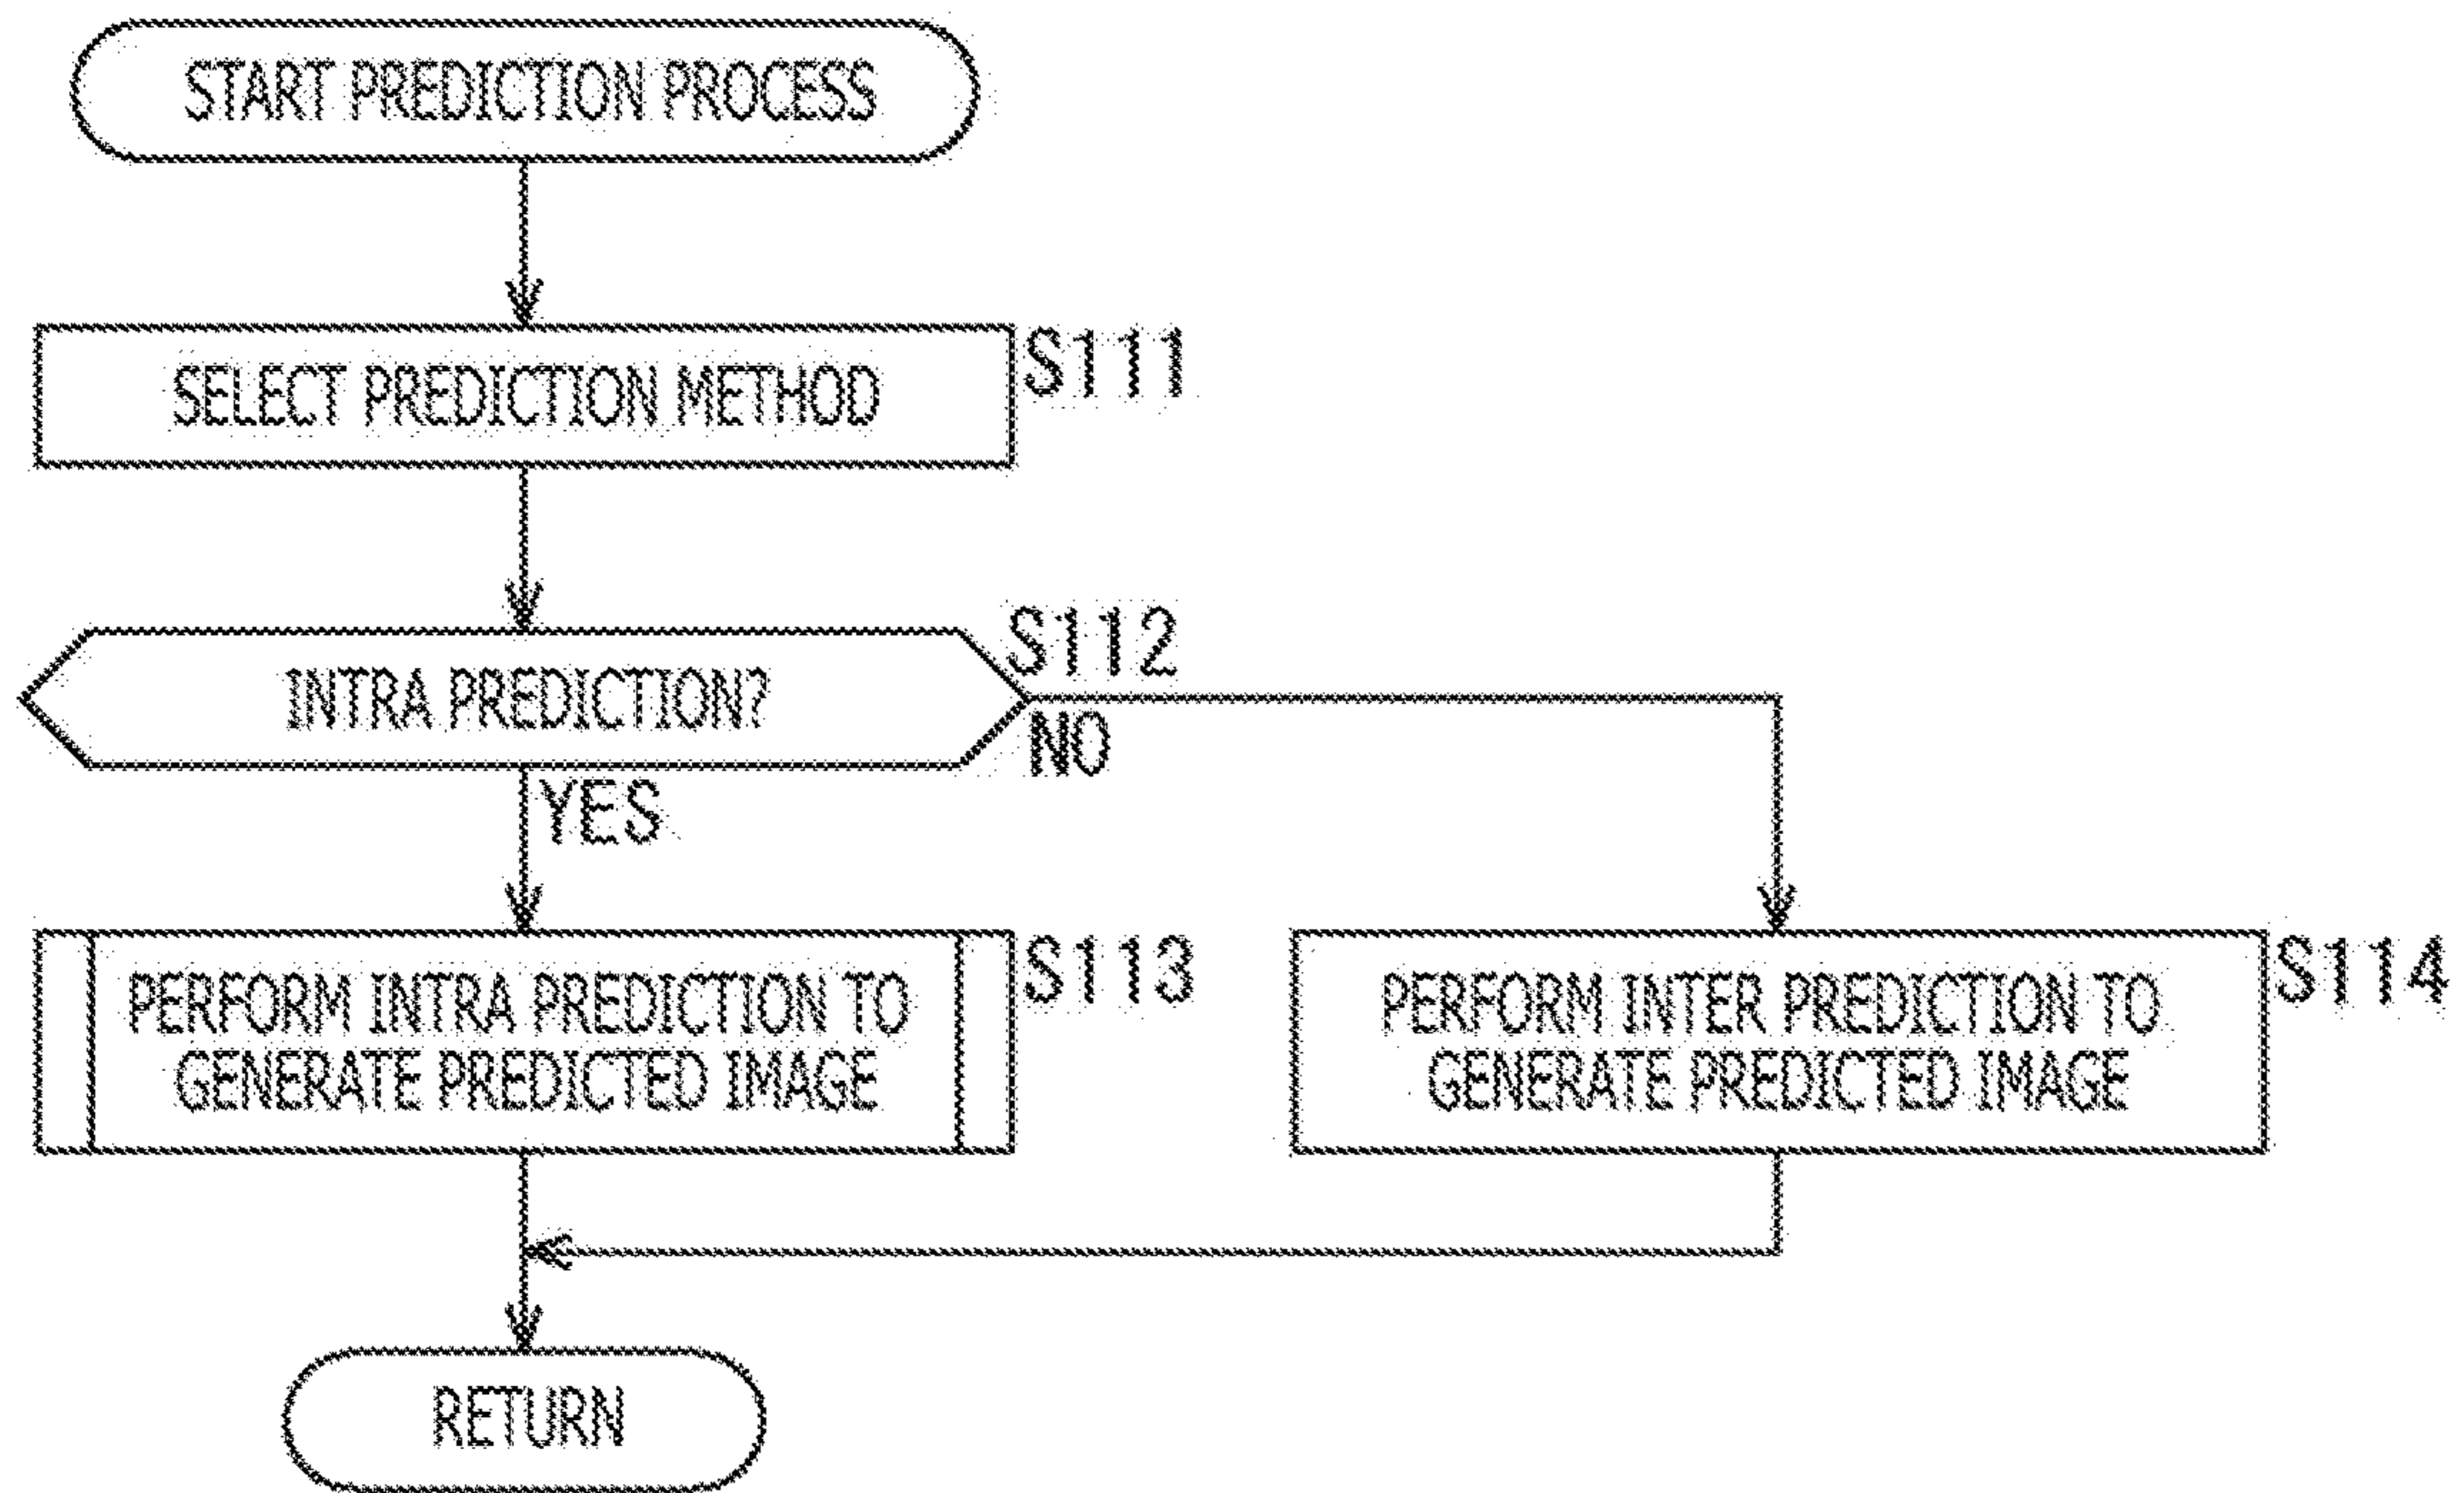 START PREDICTION PROCESS
SELECT PREDICTION METHOD
S111
INTRA PREDICTION?
S112
NO
YES
PERFORM INTRA PREDICTION TO
GENERATE PREDICTED IMAGE
S113
PERFORM INTER PREDICTION TO
GENERATE PREDICTED IMAGE
S114
RETURN